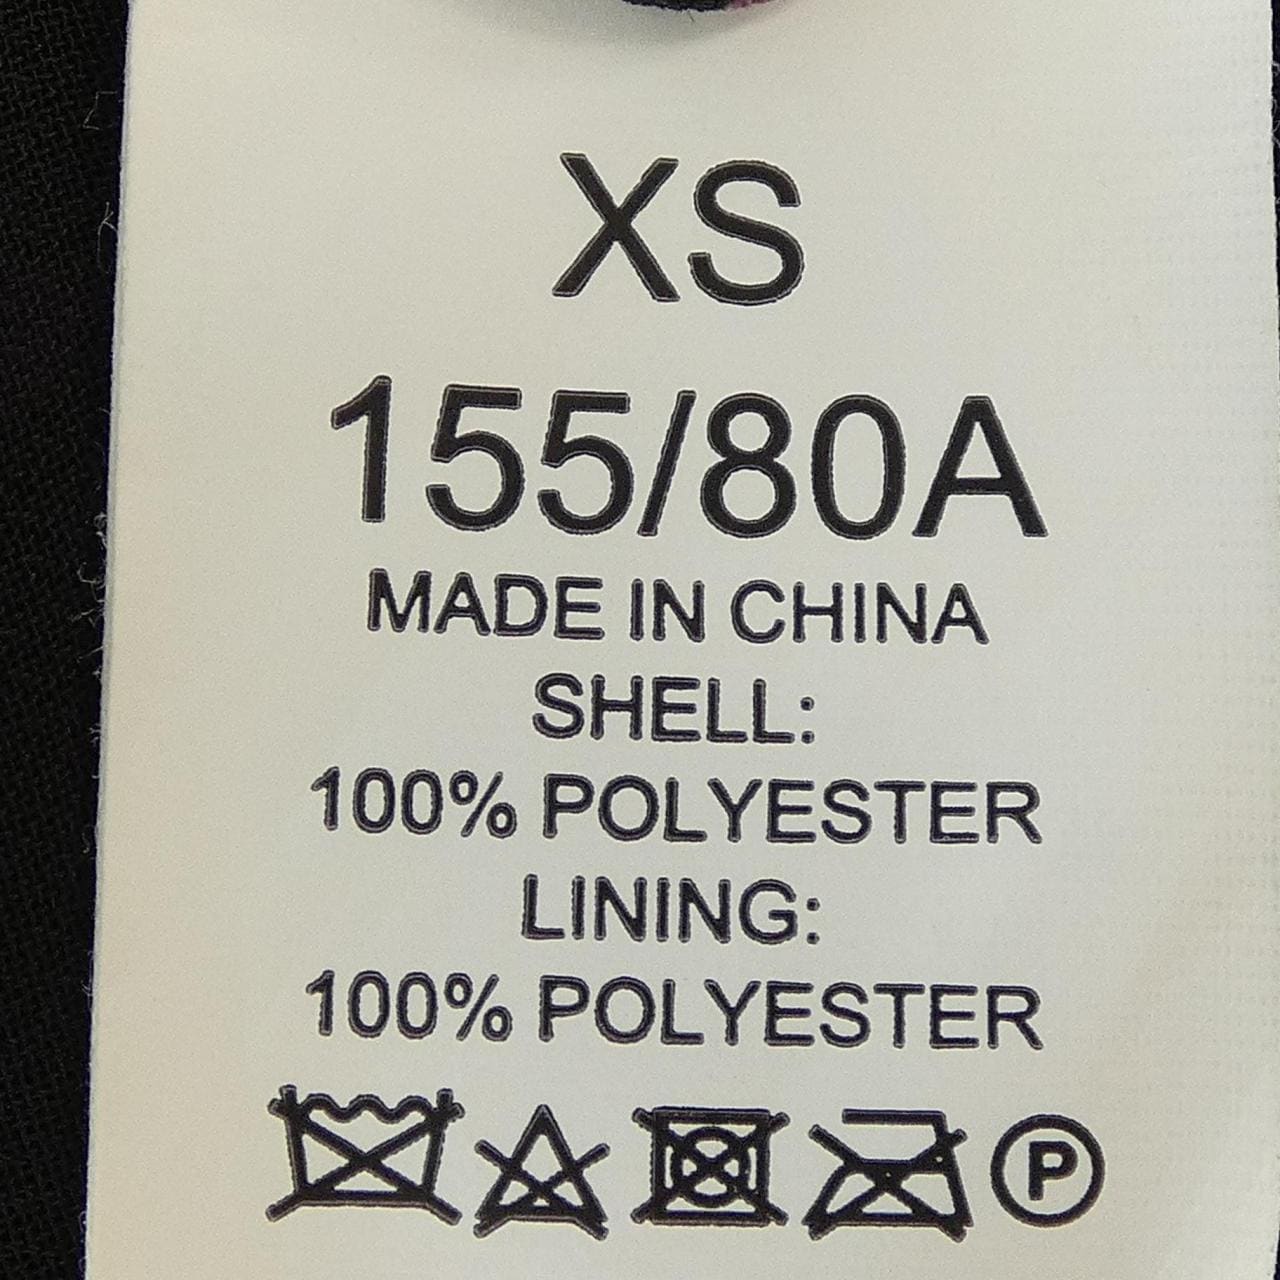 XS
155/80A
MADE IN CHINA
SHELL:
100% POLYESTER
LINING:
100% POLYESTER
P